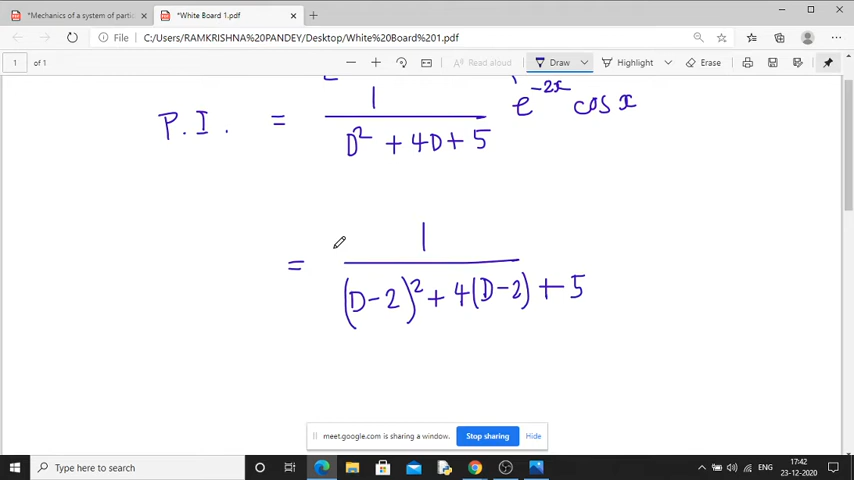 *Mechanics of a system of partic
*White Board 1.pdf
File
C:/Users/RAMKRISHNA%20PANDEY/Desktop/White%20Board%201.pdf
1 of 1
Read aloud
Draw
Highlight
Erase
P.I. = 1 / (D² + 4D + 5) e^(-2x) cos x
= 1 / ((D-2)² + 4(D-2) + 5)
meet.google.com is sharing a window.
Stop sharing
Hide
Type here to search
ENG
17:42
23-12-2020